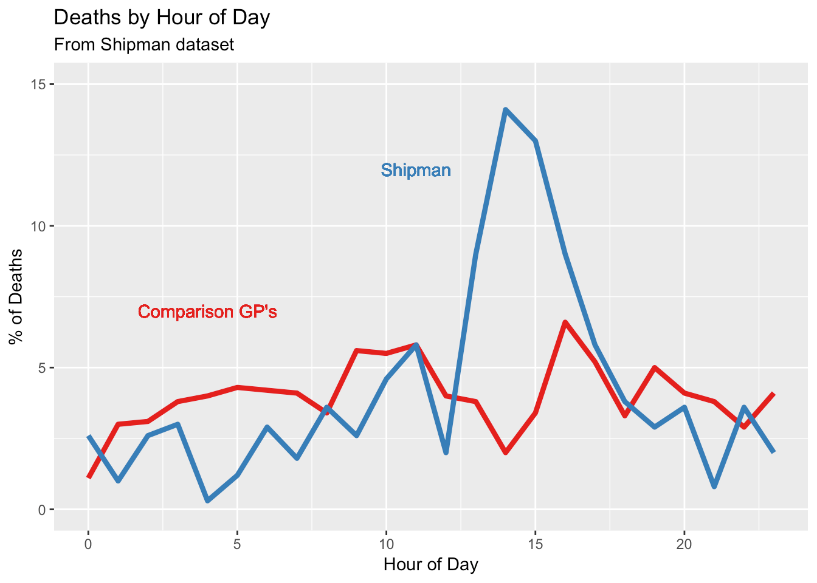 Deaths by Hour of Day
From Shipman dataset
15
10
5
0
% of Deaths
Shipman
Comparison GP's
0 5 10 15 20
Hour of Day